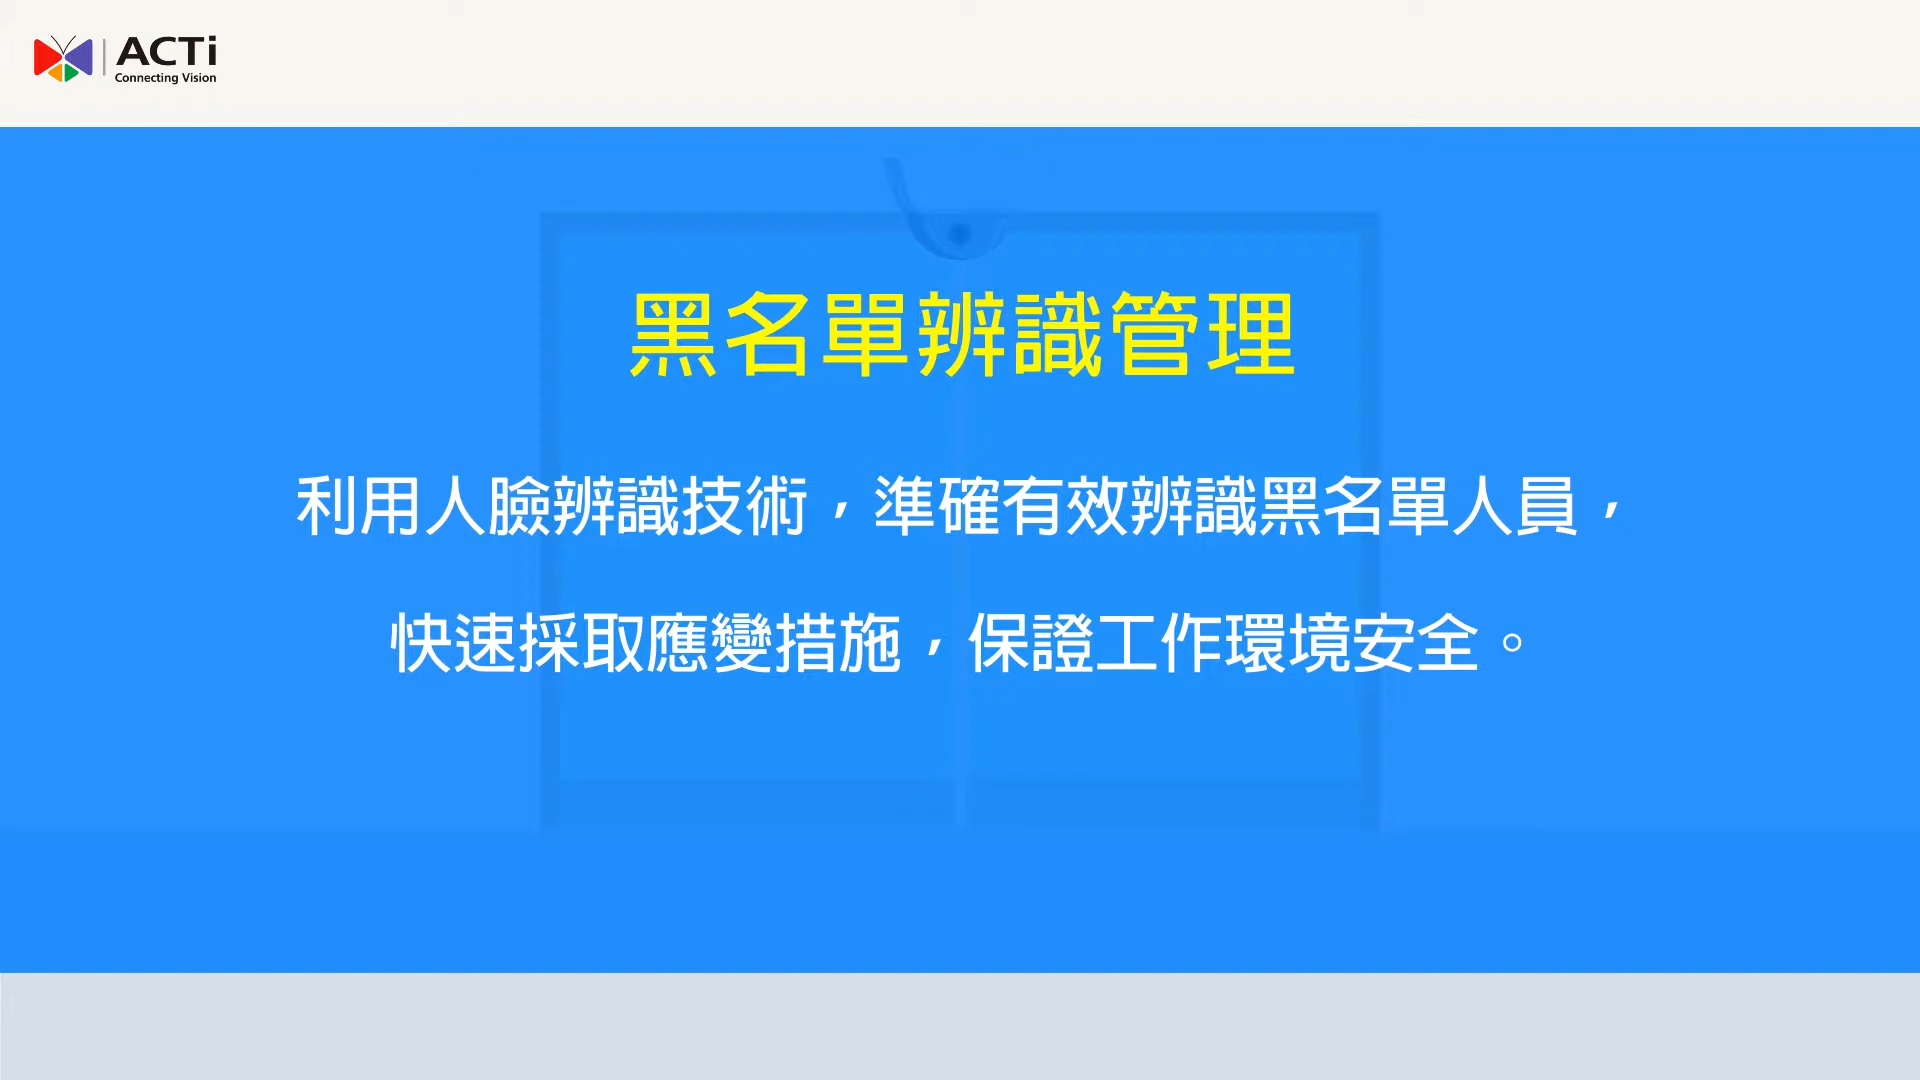 ACTi
Connecting Vision
黑名單辨識管理
利用人臉辨識技術，準確有效辨識黑名單人員，
快速採取應變措施，保證工作環境安全。